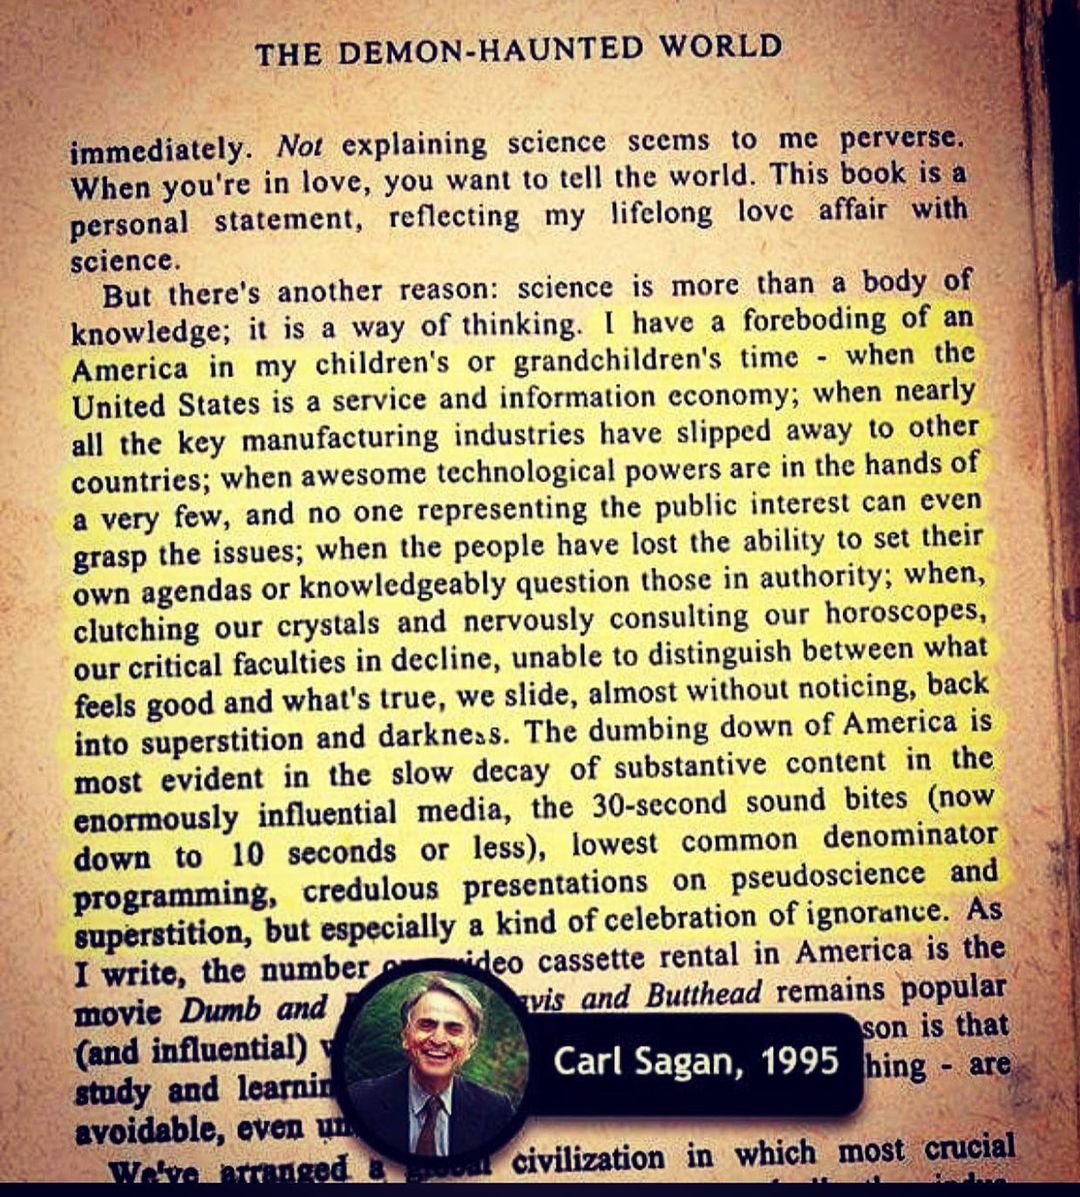 THE DEMON-HAUNTED WORLD
immediately. Not explaining science seems to me perverse.
When you're in love, you want to tell the world. This book is a
personal statement, reflecting my lifelong love affair with
science.
But there's another reason: science is more than a body of
knowledge; it is a way of thinking. I have a foreboding of an
America in my children's or grandchildren's time - when the
United States is a service and information economy; when nearly
all the key manufacturing industries have slipped away to other
countries; when awesome technological powers are in the hands of
a very few, and no one representing the public interest can even
grasp the issues; when the people have lost the ability to set their
own agendas or knowledgeably question those in authority; when,
clutching our crystals and nervously consulting our horoscopes,
our critical faculties in decline, unable to distinguish between what
feels good and what's true, we slide, almost without noticing, back
into superstition and darkness. The dumbing down of America is
most evident in the slow decay of substantive content in the
enormously influential media, the 30-second sound bites (now
down to 10 seconds or less), lowest common denominator
programming, credulous presentations on pseudoscience and
superstition, but especially a kind of celebration of ignorance. As
I write, the number cassette rental in America is the
movie Dumb and and Butthead remains popular
(and influential) son is that
study and hing - are
avoidable, even
Carl Sagan, 1995
We've arranged a civilization in which most crucial